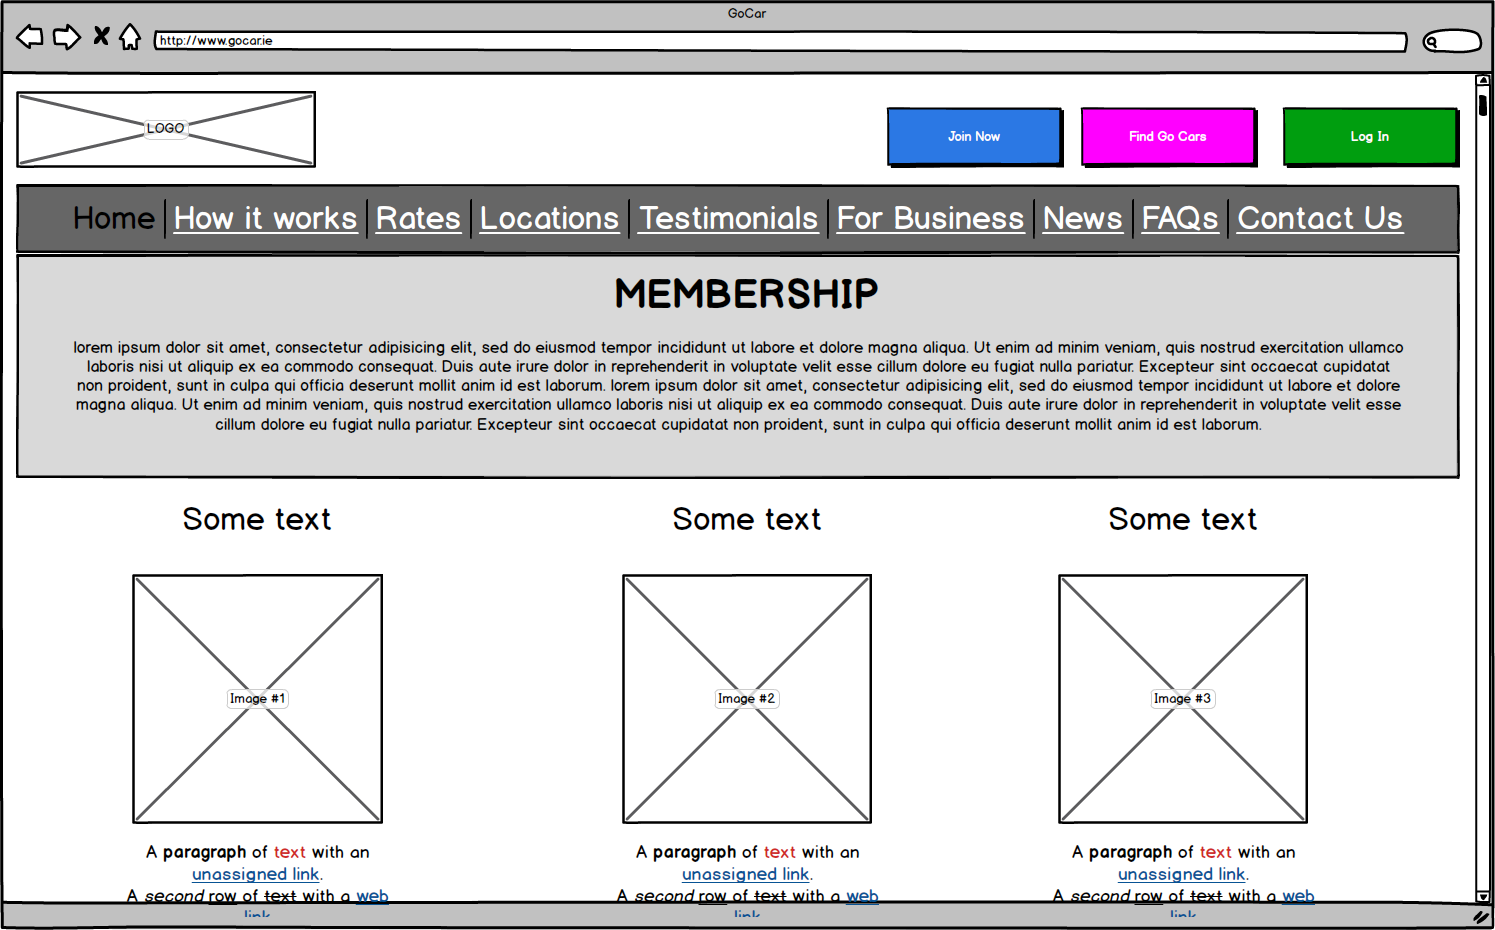 GoCar
http://www.gocar.ie
LOGO
Join Now
Find Go Cars
Log In
Home How it works Rates Locations Testimonials For Business News FAQs Contact Us
MEMBERSHIP
lorem ipsum dolor sit amet, consectetur adipisicing elit, sed do eiusmod tempor incididunt ut labore et dolore magna aliqua. Ut enim ad minim veniam, quis nostrud exercitation ullamco
laboris nisi ut aliquip ex ea commodo consequat. Duis aute irure dolor in reprehenderit in voluptate velit esse cillum dolore eu fugiat nulla pariatur. Excepteur sint occaecat cupidatat
non proident, sunt in culpa qui officia deserunt mollit anim id est laborum. lorem ipsum dolor sit amet, consectetur adipisicing elit, sed do eiusmod tempor incididunt ut labore et dolore
magna aliqua. Ut enim ad minim veniam, quis nostrud exercitation ullamco laboris nisi ut aliquip ex ea commodo consequat. Duis aute irure dolor in reprehenderit in voluptate velit esse
cillum dolore eu fugiat nulla pariatur. Excepteur sint occaecat cupidatat non proident, sunt in culpa qui officia deserunt mollit anim id est laborum.
Some text
Image #1
A paragraph of text with an
unassigned link.
A second row of text with a web
link
Some text
Image #2
A paragraph of text with an
unassigned link.
A second row of text with a web
link
Some text
Image #3
A paragraph of text with an
unassigned link.
A second row of text with a web
link